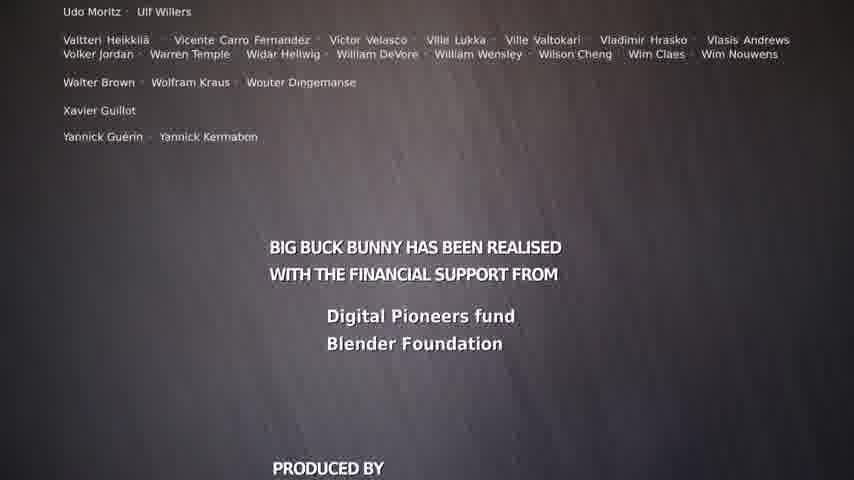 Udo Moritz · Ulf Willers
Valtteri Heikkilä · Vicente Carro Fernandez · Victor Velasco · Ville Lukka · Ville Valtokari · Vladimir Hrasko · Vlasis Andrews
Volker Jordan · Warren Temple · Widar Hellwig · William DeVore · William Wensley · Wilson Cheng · Wim Claes · Wim Nouwens
Walter Brown · Wolfram Kraus · Wouter Dingemanse
Xavier Guillot
Yannick Guérin · Yannick Kermabon
BIG BUCK BUNNY HAS BEEN REALISED
WITH THE FINANCIAL SUPPORT FROM
Digital Pioneers fund
Blender Foundation
PRODUCED BY